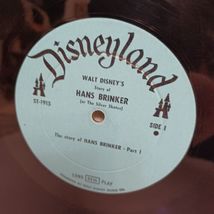 Disneyland
WALT DISNEY'S
Story of
HANS BRINKER
(or The Silver Skates)
ST-1915
SIDE 1
The story of HANS BRINKER - Part 1
LONG PLAY